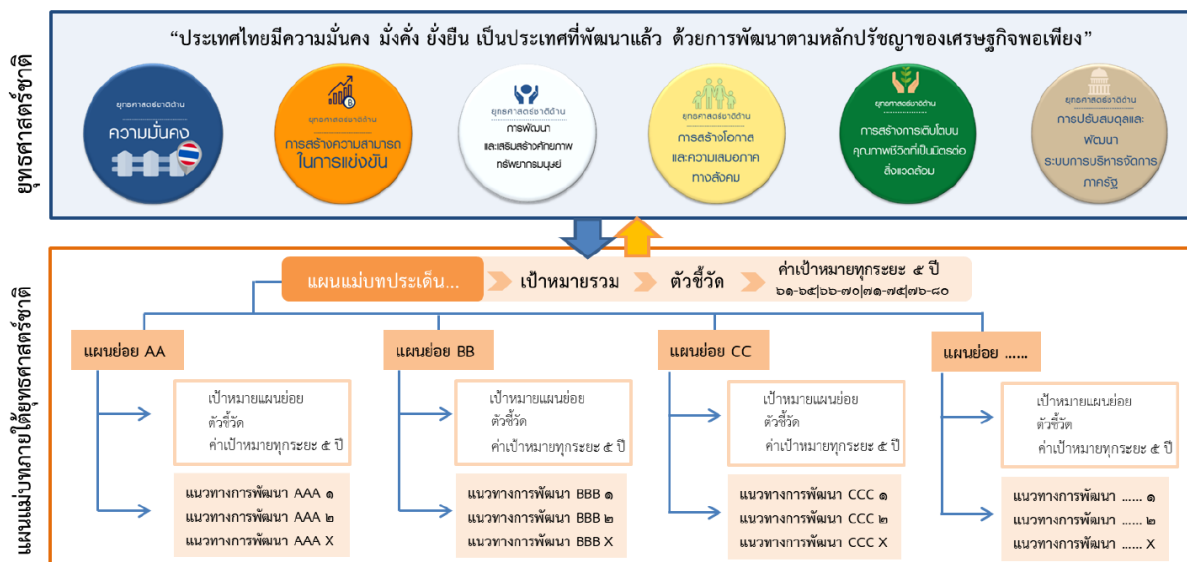 ยุทธศาสตร์ชาติ
“ประเทศไทยมีความมั่นคง มั่งคั่ง ยั่งยืน เป็นประเทศที่พัฒนาแล้ว ด้วยการพัฒนาตามหลักปรัชญาของเศรษฐกิจพอเพียง”
ยุทธศาสตร์ชาติด้าน
ความมั่นคง
ยุทธศาสตร์ชาติด้าน
การสร้างความสามารถ
ในการแข่งขัน
ยุทธศาสตร์ชาติด้าน
การพัฒนา
และเสริมสร้างศักยภาพ
ทรัพยากรมนุษย์
ยุทธศาสตร์ชาติด้าน
การสร้างโอกาส
และความเสมอภาค
ทางสังคม
ยุทธศาสตร์ชาติด้าน
การสร้างการเติบโตบน
คุณภาพชีวิตที่เป็นมิตรต่อ
สิ่งแวดล้อม
ยุทธศาสตร์ชาติด้าน
การปรับสมดุลและ
พัฒนา
ระบบการบริหารจัดการ
ภาครัฐ
แผนแม่บทภายใต้ยุทธศาสตร์ชาติ
แผนแม่บทประเด็น...
เป้าหมายรวม
ตัวชี้วัด
ค่าเป้าหมายทุกระยะ ๕ ปี
๖๑-๖๕|๖๖-๗๐|๗๑-๗๕|๗๖-๘๐
แผนย่อย AA
เป้าหมายแผนย่อย
ตัวชี้วัด
ค่าเป้าหมายทุกระยะ ๕ ปี
แนวทางการพัฒนา AAA ๑
แนวทางการพัฒนา AAA ๒
แนวทางการพัฒนา AAA X
แผนย่อย BB
เป้าหมายแผนย่อย
ตัวชี้วัด
ค่าเป้าหมายทุกระยะ ๕ ปี
แนวทางการพัฒนา BBB ๑
แนวทางการพัฒนา BBB ๒
แนวทางการพัฒนา BBB X
แผนย่อย CC
เป้าหมายแผนย่อย
ตัวชี้วัด
ค่าเป้าหมายทุกระยะ ๕ ปี
แนวทางการพัฒนา CCC ๑
แนวทางการพัฒนา CCC ๒
แนวทางการพัฒนา CCC X
แผนย่อย ......
เป้าหมายแผนย่อย
ตัวชี้วัด
ค่าเป้าหมายทุกระยะ ๕ ปี
แนวทางการพัฒนา ...... ๑
แนวทางการพัฒนา ...... ๒
แนวทางการพัฒนา ...... X